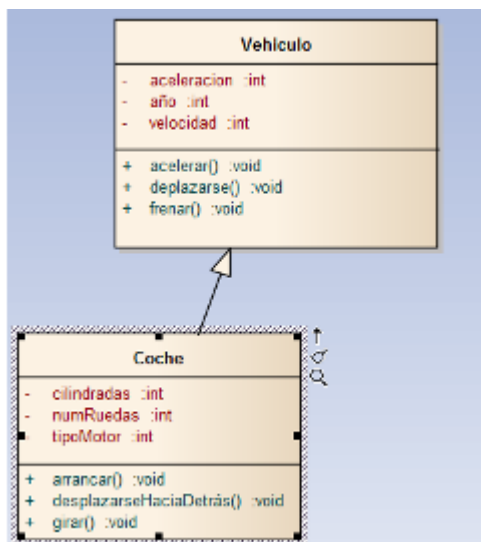 Vehiculo
- aceleracion :int
- año :int
- velocidad :int
+ acelerar() :void
+ deplazarse() :void
+ frenar() :void
Coche
- cilindradas :int
- numRuedas :int
- tipoMotor :int
+ arrancar() :void
+ desplazarseHaciaDetrás() :void
+ girar() :void